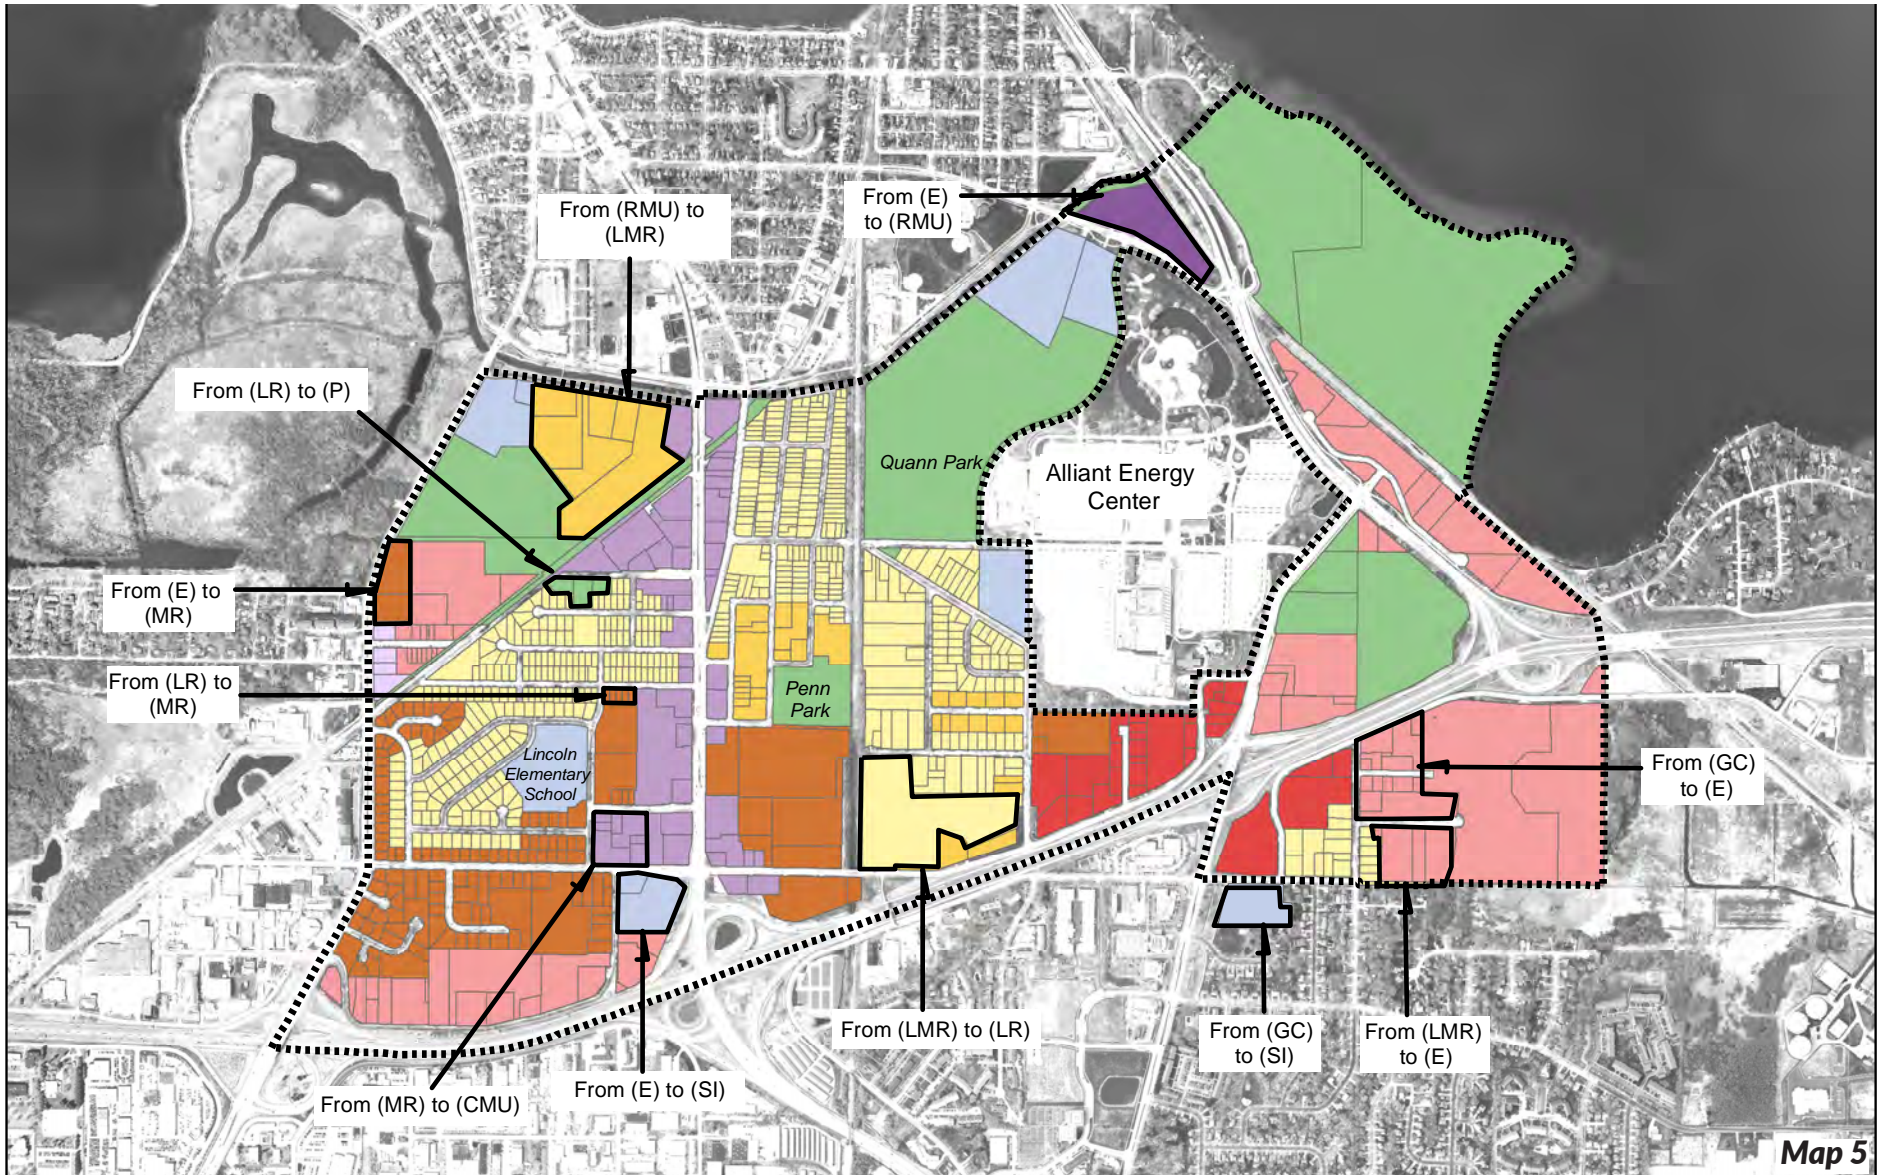 From (E)
to (RMU)
From (RMU) to
(LMR)
From (LR) to (P)
Quann Park
Alliant Energy
Center
From (E) to
(MR)
From (LR) to
(MR)
Penn
Park
Lincoln
Elementary
School
From (GC)
to (E)
From (LMR) to (LR)
From (GC)
to (SI)
From (LMR)
to (E)
From (E) to (SI)
From (MR) to (CMU)
Map 5